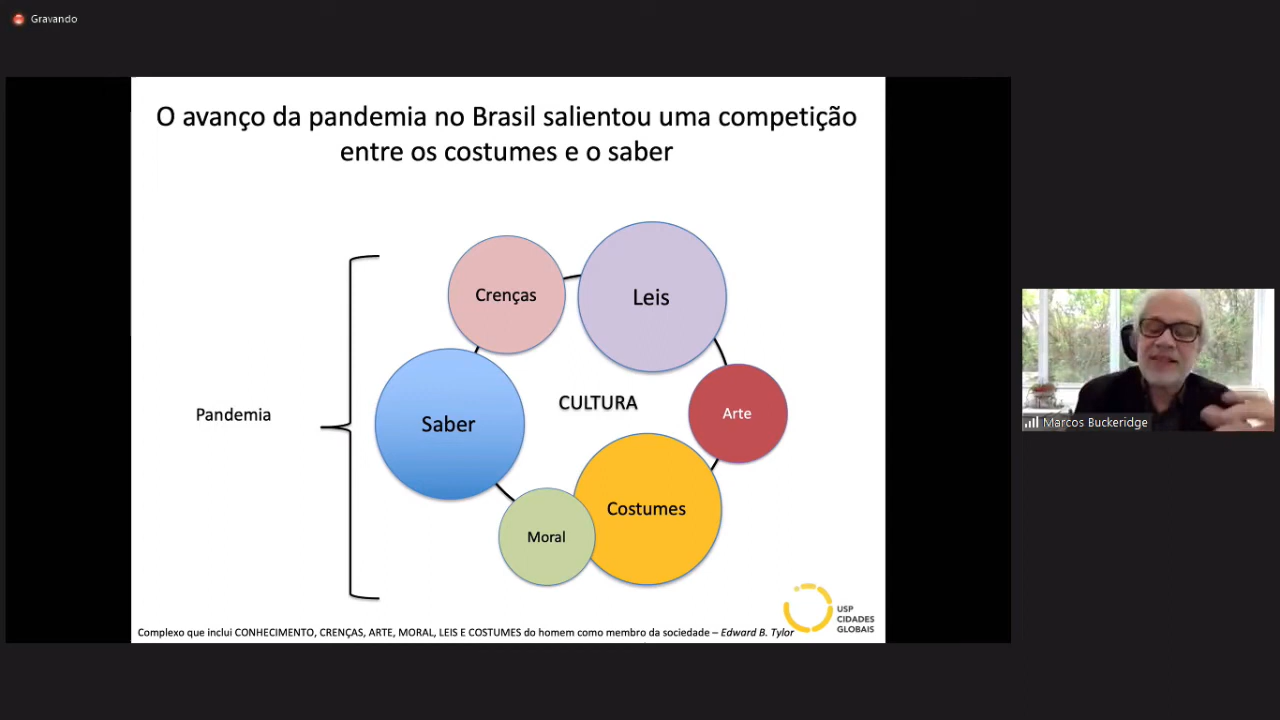 Gravando
O avanço da pandemia no Brasil salientou uma competição
entre os costumes e o saber
Crenças
Leis
Pandemia
Saber
CULTURA
Arte
Moral
Costumes
Marcos Buckeridge
USP
CIDADES
GLOBAIS
Complexo que inclui CONHECIMENTO, CRENÇAS, ARTE, MORAL, LEIS E COSTUMES do homem como membro da sociedade – Edward B. Tylor